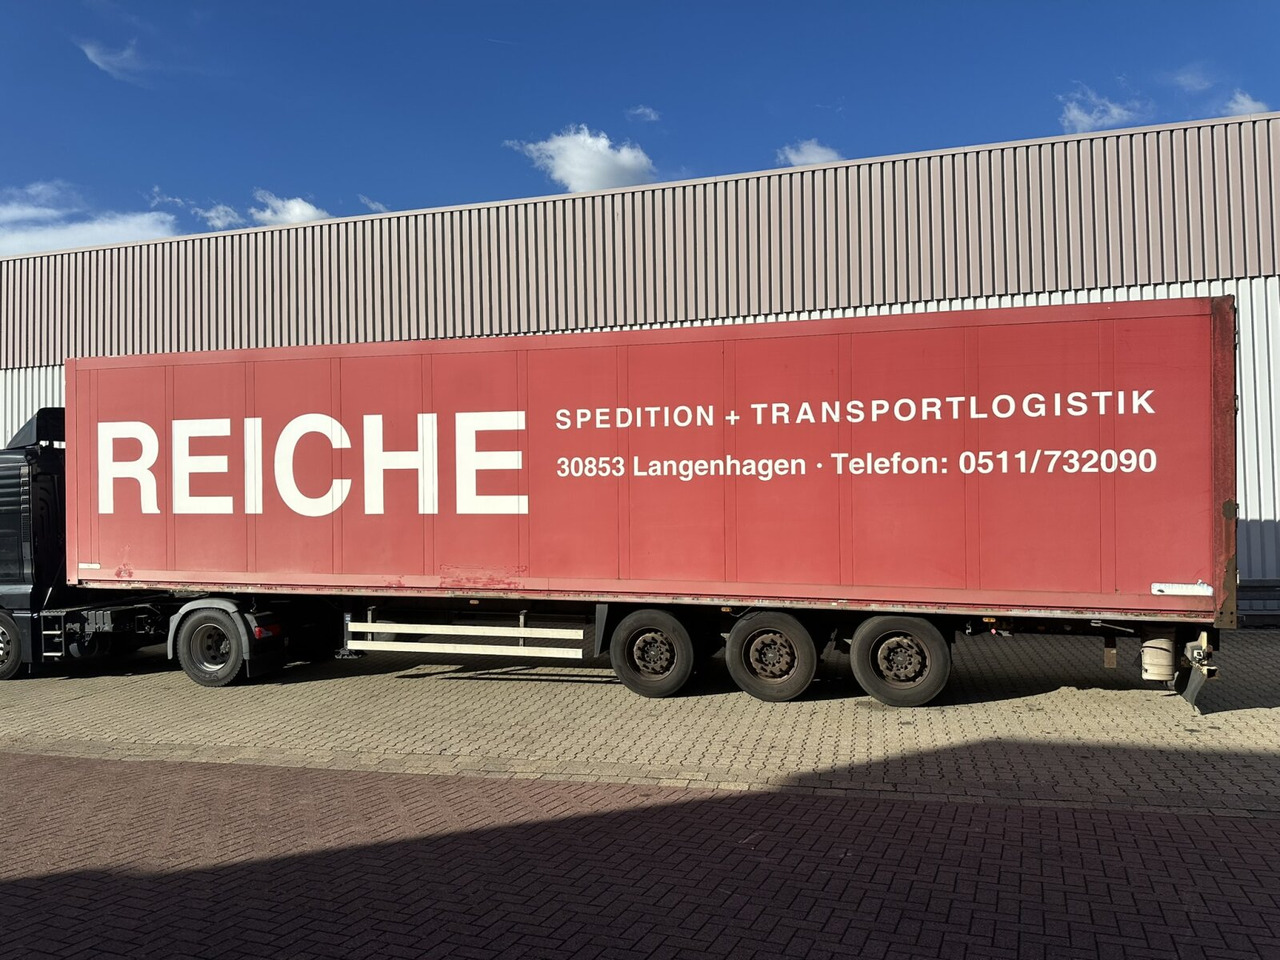 REICHE
SPEDITION + TRANSPORTLOGISTIK
30853 Langenhagen · Telefon: 0511/732090